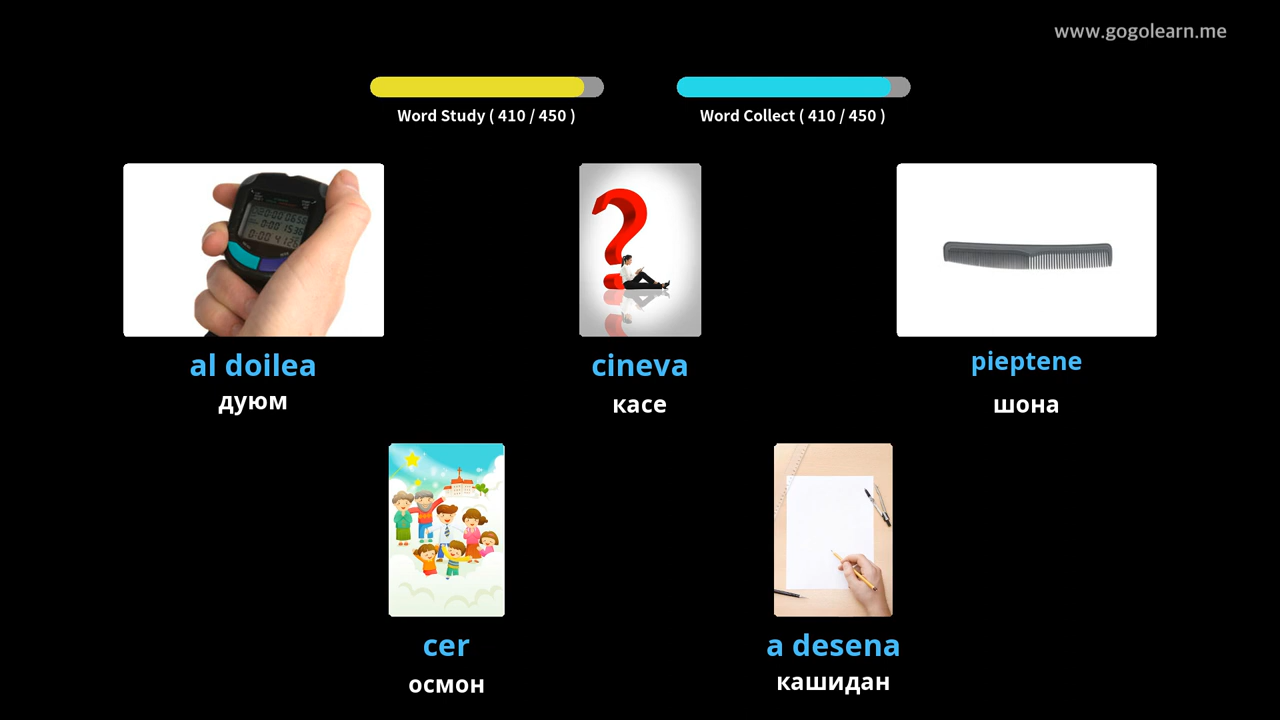 www.gogolearn.me
Word Study ( 410 / 450 )
Word Collect ( 410 / 450 )
al doilea
дуюм
cineva
касе
pieptene
шона
cer
осмон
a desena
кашидан